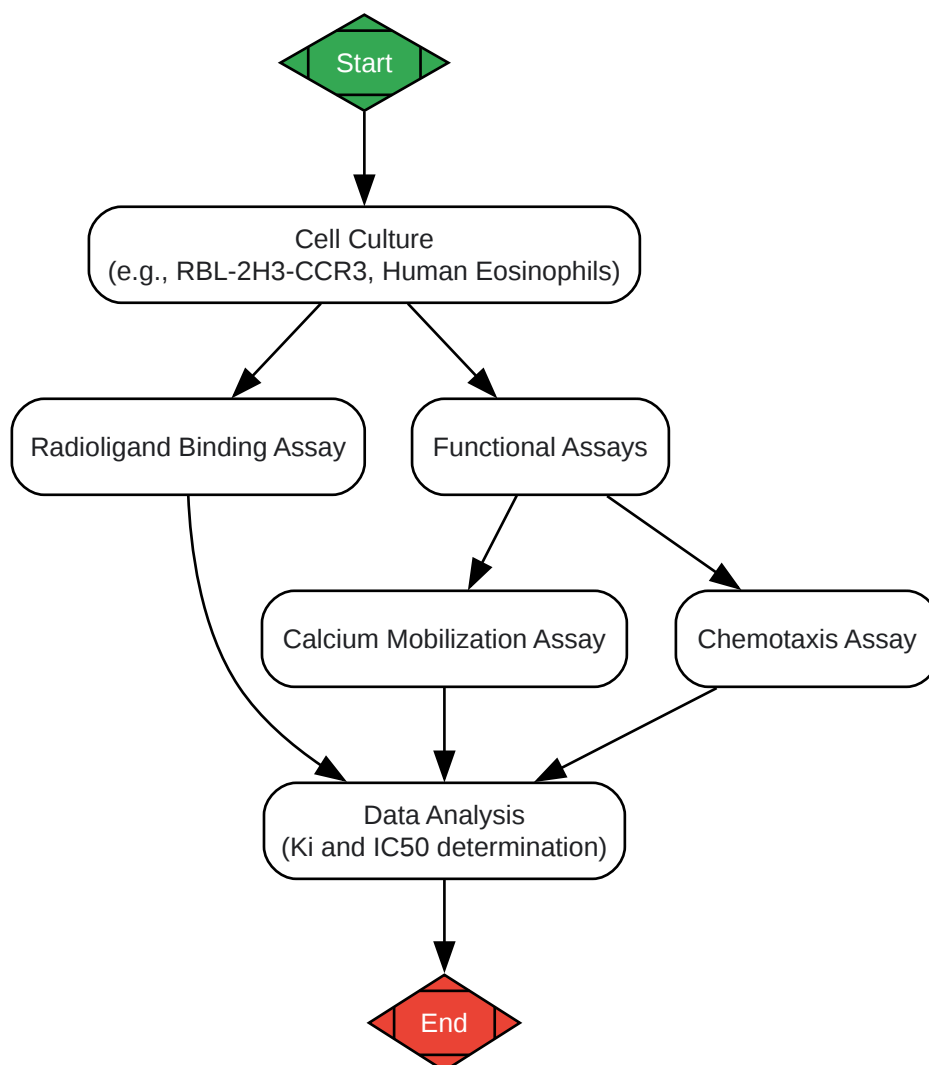 Start
Cell Culture
(e.g., RBL-2H3-CCR3, Human Eosinophils)
Radioligand Binding Assay
Functional Assays
Calcium Mobilization Assay
Chemotaxis Assay
Data Analysis
(Ki and IC50 determination)
End